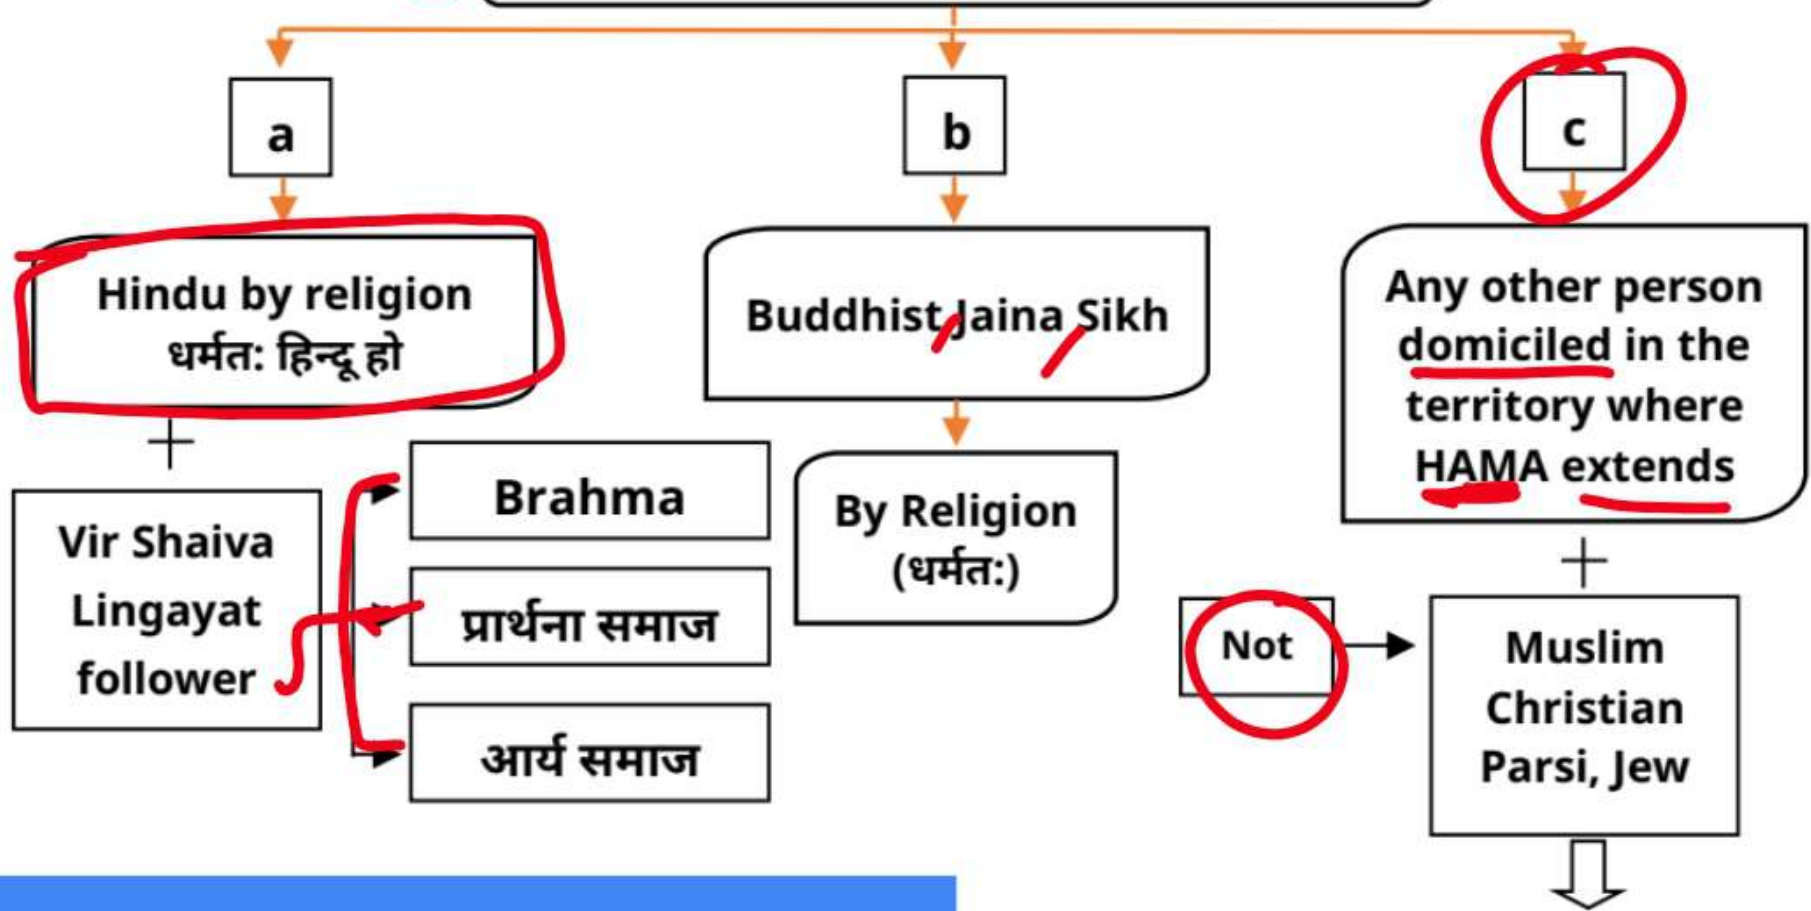 a
Hindu by religion
धर्मत: हिन्दू हो
Vir Shaiva
Lingayat
follower
Brahma
प्रार्थना समाज
आर्य समाज
b
Buddhist,Jaina Sikh
By Religion
(धर्मत:)
c
Any other person
domiciled in the
territory where
HAMA extends
Not
Muslim
Christian
Parsi, Jew